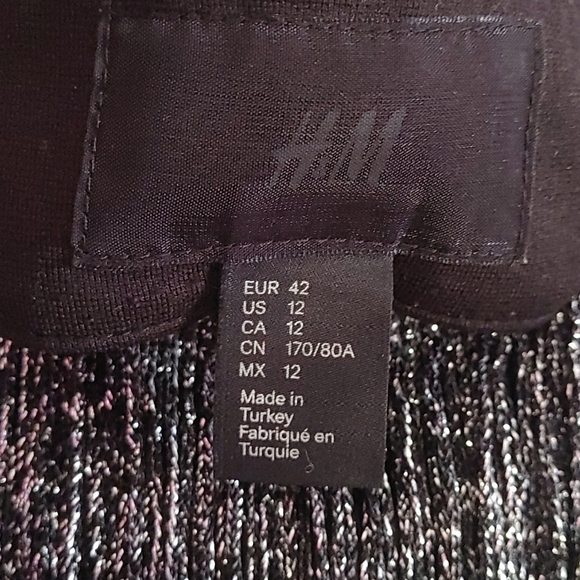 H&M
EUR 42
US 12
CA 12
CN 170/80A
MX 12
Made in
Turkey
Fabriqué en
Turquie